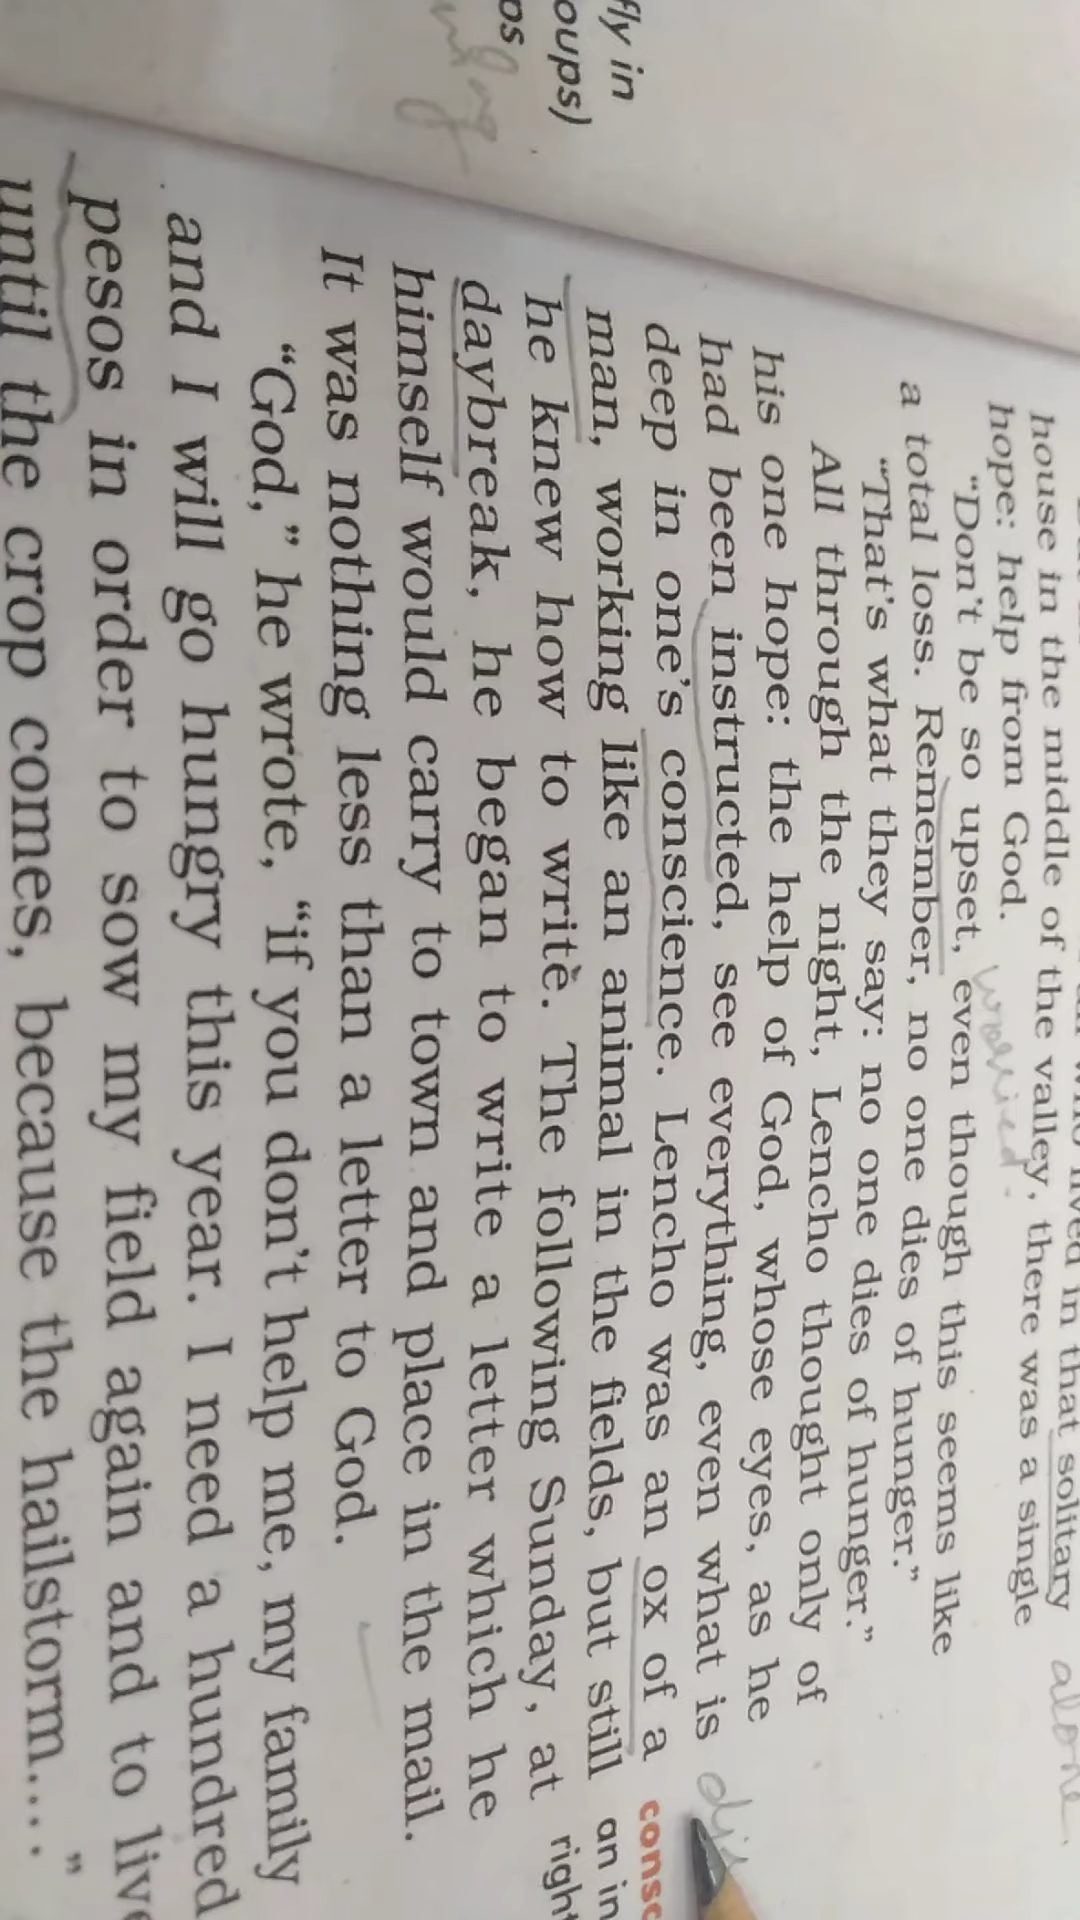 fly in
oups)
ps
lived in that solitary
house in the middle of the valley, there was a single
hope: help from God.
“Don’t be so upset, even though this seems like
worried
alone.
a total loss. Remember, no one dies of hunger.”
“That’s what they say: no one dies of hunger.”
All through the night, Lencho thought only of
his one hope: the help of God, whose eyes, as he
had been instructed, see everything, even what is
deep in one’s conscience. Lencho was an ox of a
man, working like an animal in the fields, but still
he knew how to write. The following Sunday, at
daybreak, he began to write a letter which he
himself would carry to town and place in the mail.
It was nothing less than a letter to God.
“God,” he wrote, “if you don’t help me, my family
and I will go hungry this year. I need a hundred
pesos in order to sow my field again and to live
until the crop comes, because the hailstorm.... ”
consc
an in
right